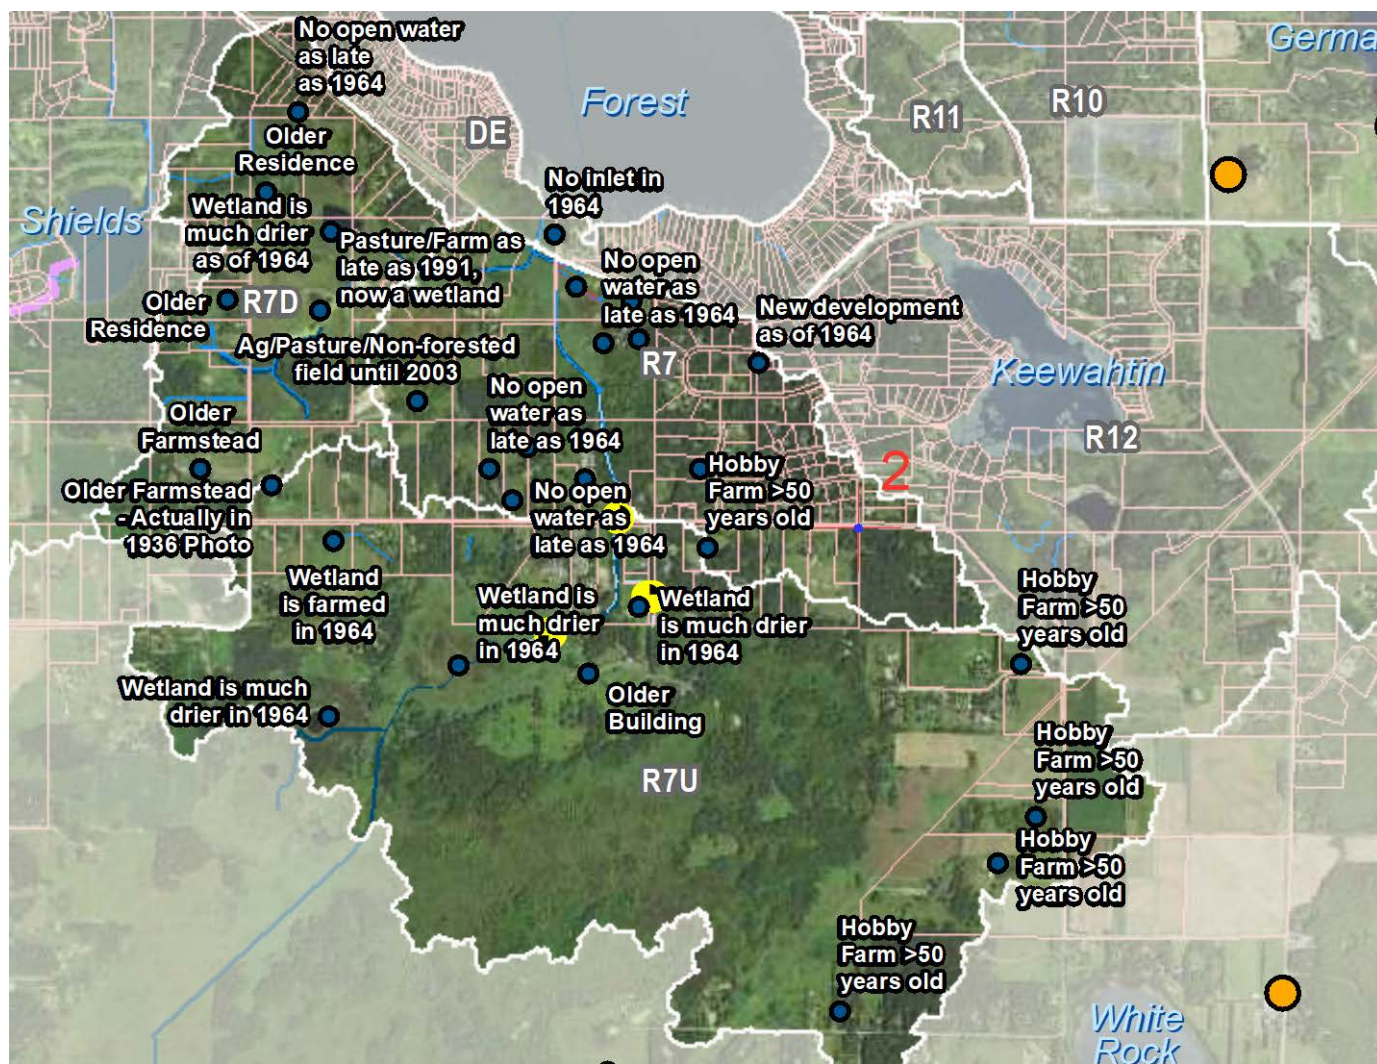 No open water
as late
as 1964
Germa
Forest
R10
R11
DE
Older
Residence
No inlet in
1964
Shields
Wetland is
much drier
as of 1964
Pasture/Farm as
late as 1991,
now a wetland
No open
water as
late as 1964
Older
Residence
R7D
New development
as of 1964
Ag/Pasture/Non-forested
field until 2003
R7
Keewahtin
No open
water as
late as 1964
Older
Farmstead
R12
2
Hobby
Farm >50
years old
Older Farmstead
- Actually in
1936 Photo
No open
water as
late as 1964
Wetland
is farmed
in 1964
Wetland is
much drier
in 1964
Wetland
is much drier
in 1964
Hobby
Farm >50
years old
Wetland is much
drier in 1964
Older
Building
R7U
Hobby
Farm >50
years old
Hobby
Farm >50
years old
Hobby
Farm >50
years old
White
Rock